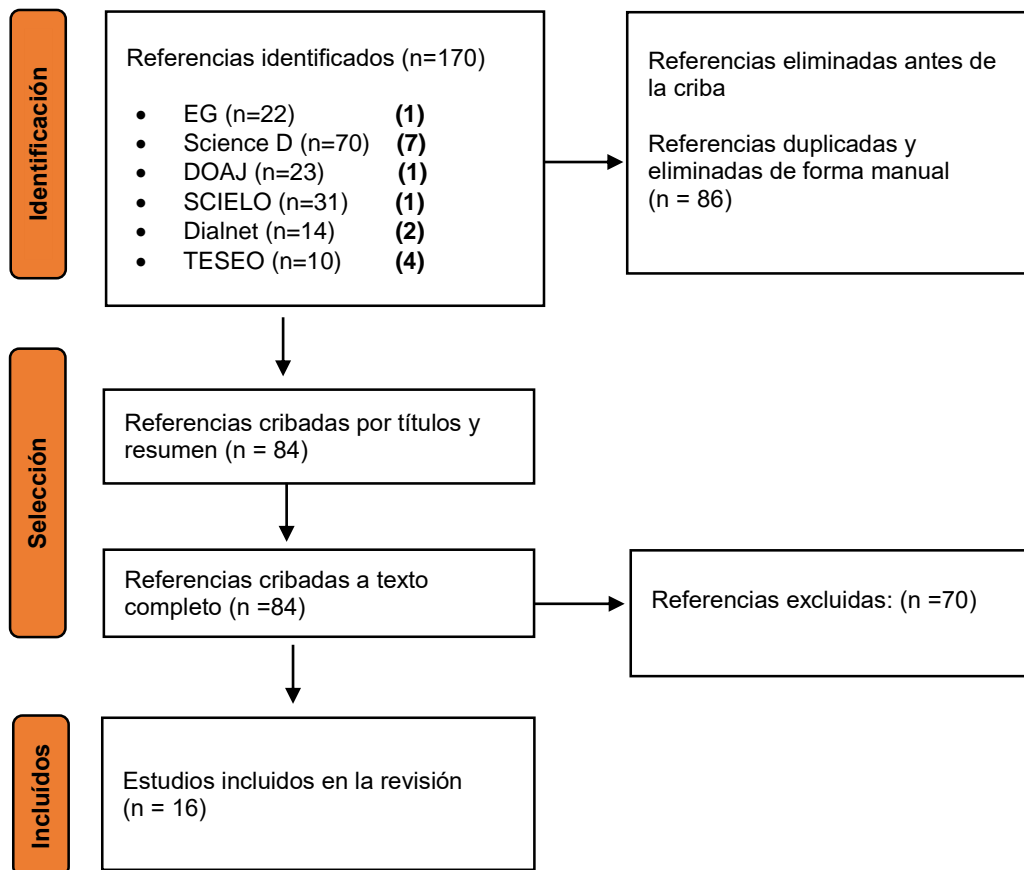 Identificación
Referencias identificados (n=170)
• EG (n=22) (1)
• Science D (n=70) (7)
• DOAJ (n=23) (1)
• SCIELO (n=31) (1)
• Dialnet (n=14) (2)
• TESEO (n=10) (4)
Referencias eliminadas antes de
la criba
Referencias duplicadas y
eliminadas de forma manual
(n = 86)
Selección
Referencias cribadas por títulos y
resumen (n = 84)
Referencias cribadas a texto
completo (n =84)
Referencias excluidas: (n =70)
Incluídos
Estudios incluidos en la revisión
(n = 16)